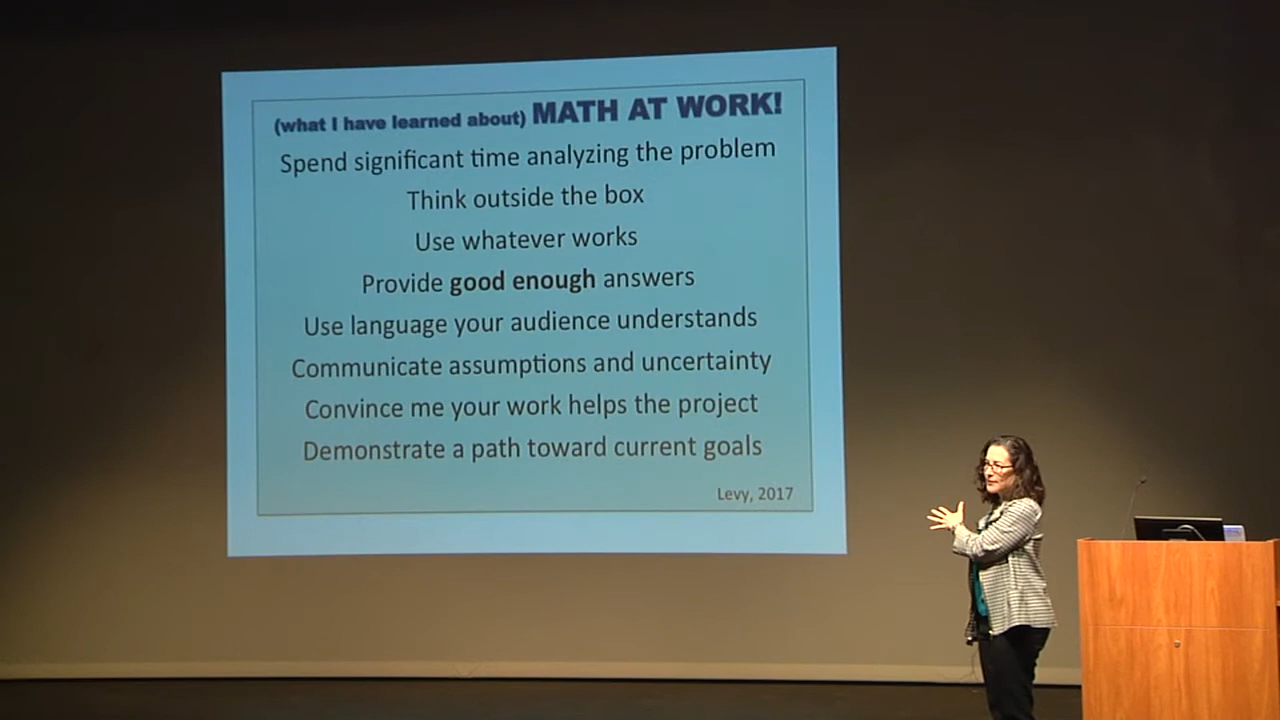 (what I have learned about) MATH AT WORK!
Spend significant time analyzing the problem
Think outside the box
Use whatever works
Provide good enough answers
Use language your audience understands
Communicate assumptions and uncertainty
Convince me your work helps the project
Demonstrate a path toward current goals
Levy, 2017